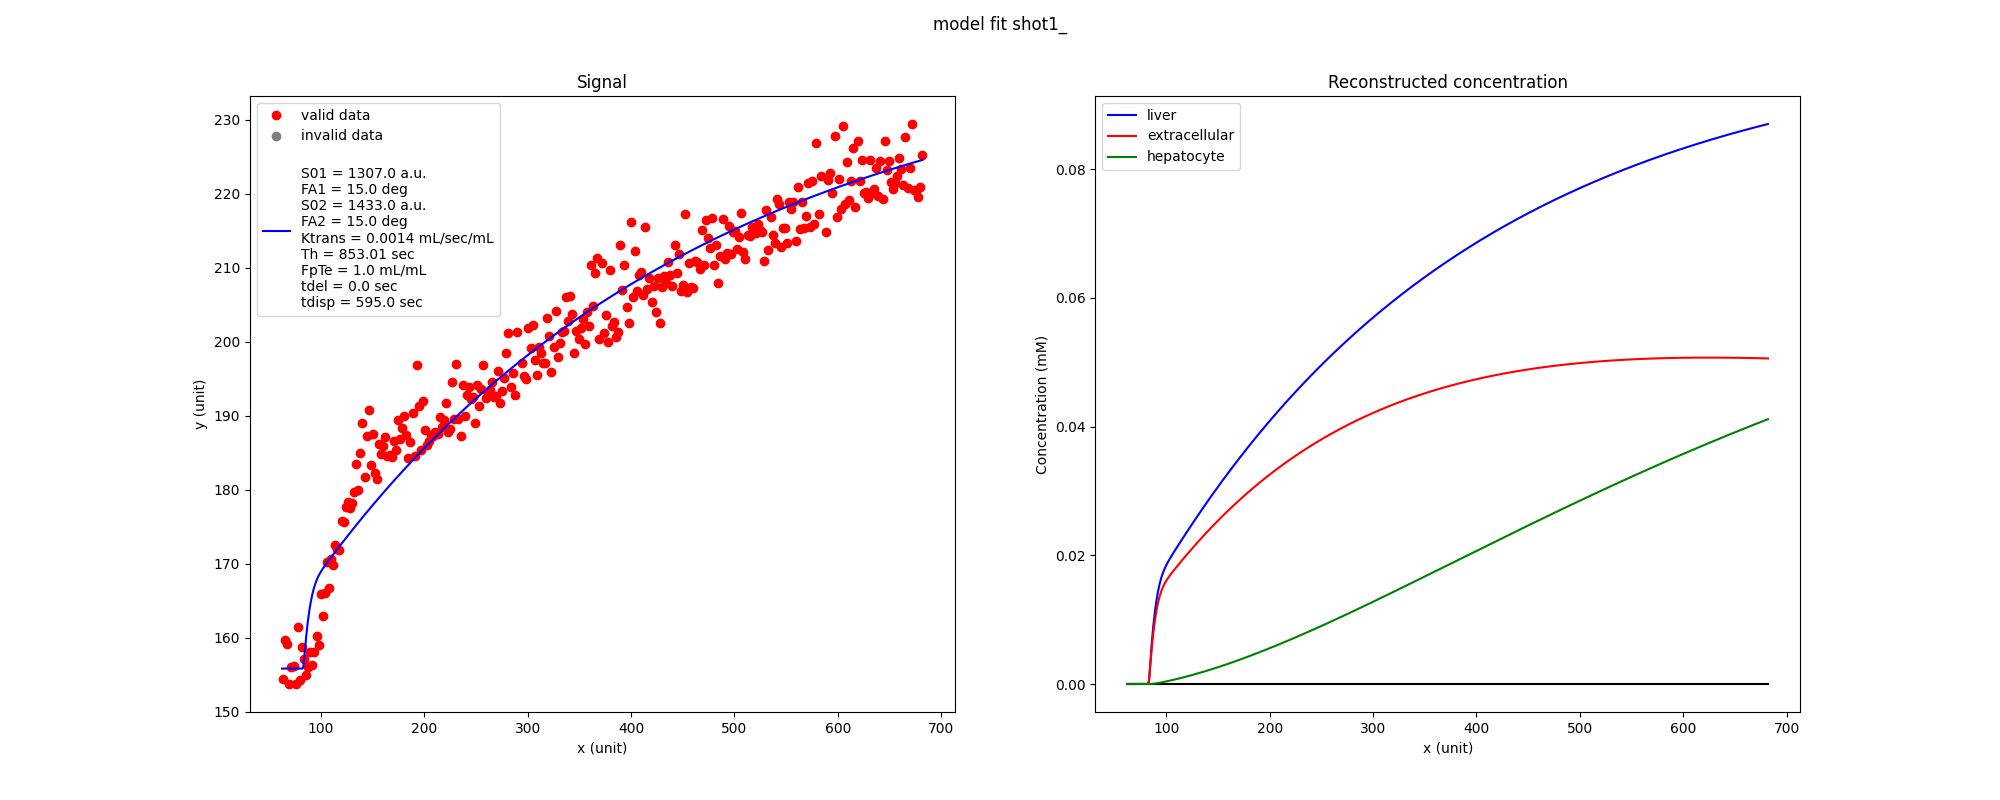 model fit shot1_
Signal
valid data
invalid data
S01 = 1307.0 a.u.
FA1 = 15.0 deg
S02 = 1433.0 a.u.
FA2 = 15.0 deg
Ktrans = 0.0014 mL/sec/mL
Th = 853.01 sec
FpTe = 1.0 mL/mL
tdel = 0.0 sec
tdisp = 595.0 sec
y (unit)
230
220
210
200
190
180
170
160
150
100 200 300 400 500 600 700
x (unit)
Reconstructed concentration
liver
extracellular
hepatocyte
Concentration (mM)
0.08
0.06
0.04
0.02
0.00
100 200 300 400 500 600 700
x (unit)